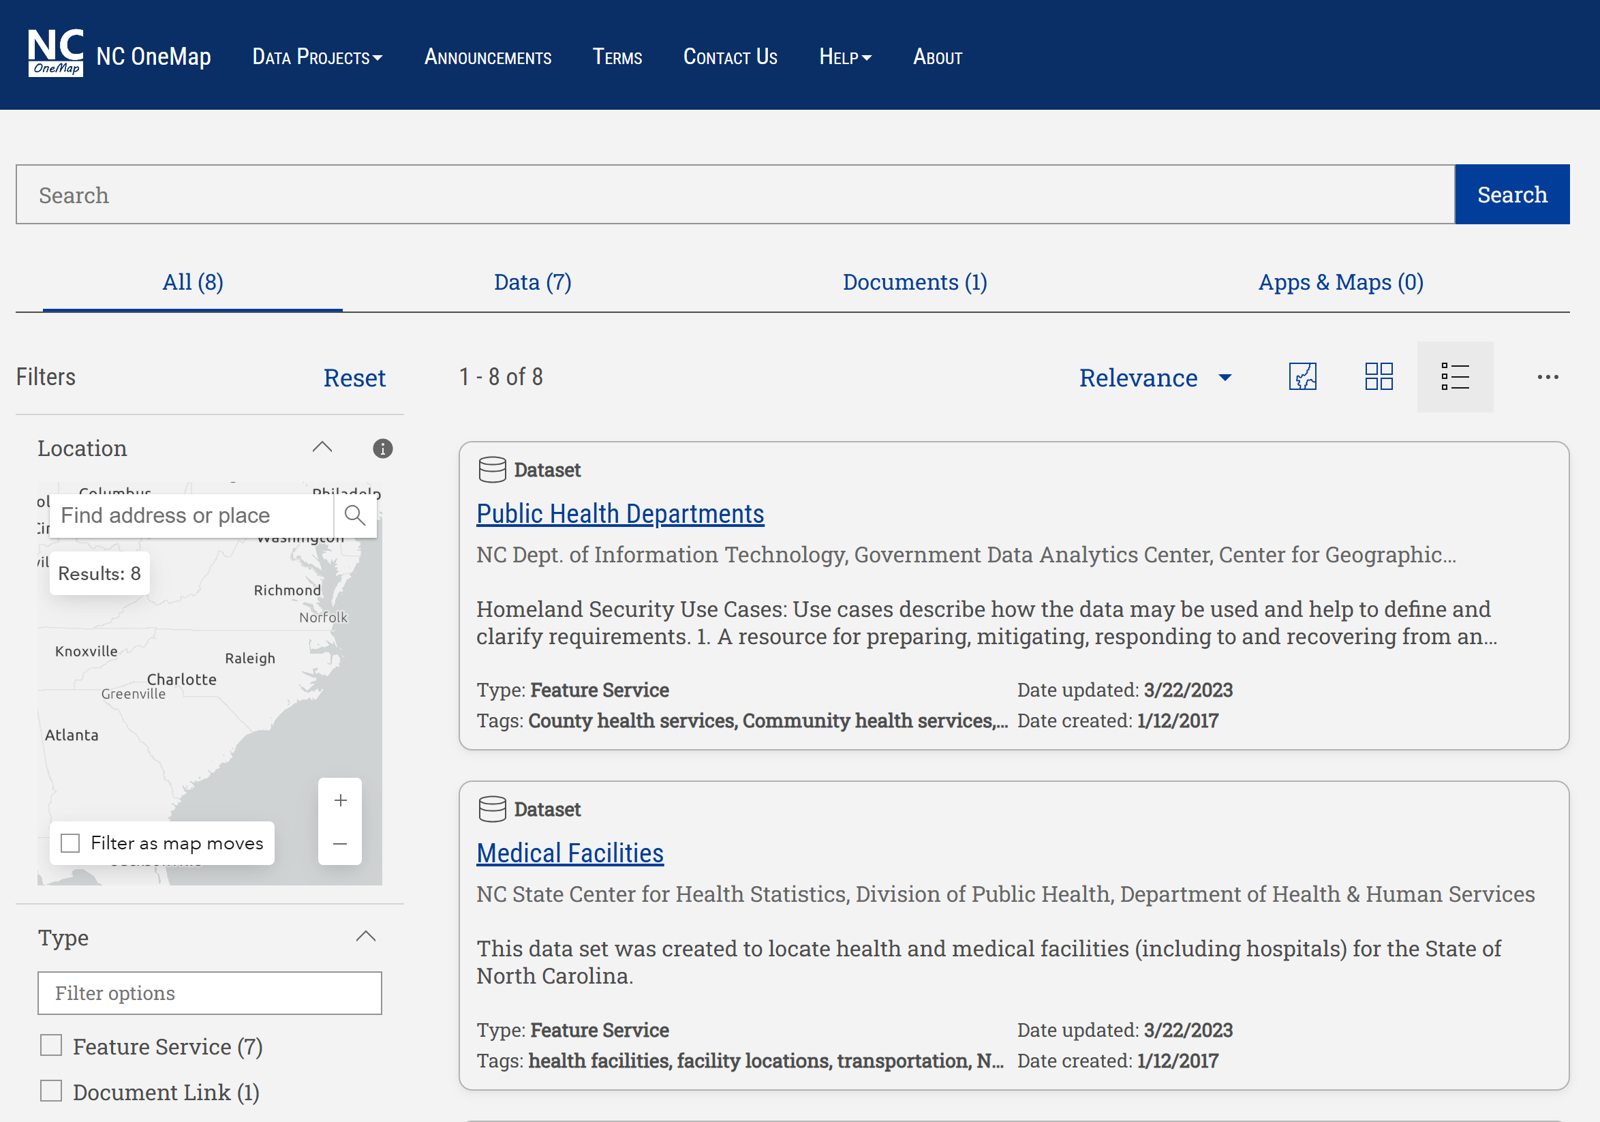 NC
OneMap
NC OneMap
Data Projects
Announcements
Terms
Contact Us
Help
About
Search
Search
All (8)
Data (7)
Documents (1)
Apps & Maps (0)
Filters
Reset
1 - 8 of 8
Relevance
Location
Columbus
Philadelp
Find address or place
Washington
Results: 8
Richmond
Norfolk
Knoxville
Raleigh
Charlotte
Greenville
Atlanta
Filter as map moves
Jacksonville
Type
Filter options
Feature Service (7)
Document Link (1)
Dataset
Public Health Departments
NC Dept. of Information Technology, Government Data Analytics Center, Center for Geographic...
Homeland Security Use Cases: Use cases describe how the data may be used and help to define and
clarify requirements. 1. A resource for preparing, mitigating, responding to and recovering from an...
Type: Feature Service
Date updated: 3/22/2023
Tags: County health services, Community health services,...
Date created: 1/12/2017
Dataset
Medical Facilities
NC State Center for Health Statistics, Division of Public Health, Department of Health & Human Services
This data set was created to locate health and medical facilities (including hospitals) for the State of
North Carolina.
Type: Feature Service
Date updated: 3/22/2023
Tags: health facilities, facility locations, transportation, N...
Date created: 1/12/2017